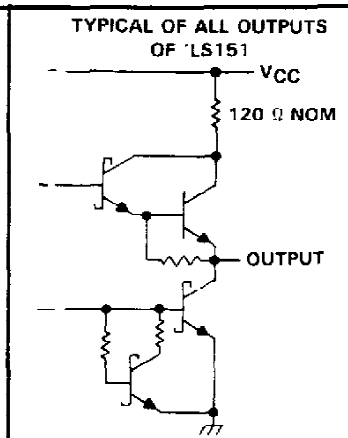 TYPICAL OF ALL OUTPUTS
OF 'LS151
VCC
120 Ω NOM
OUTPUT